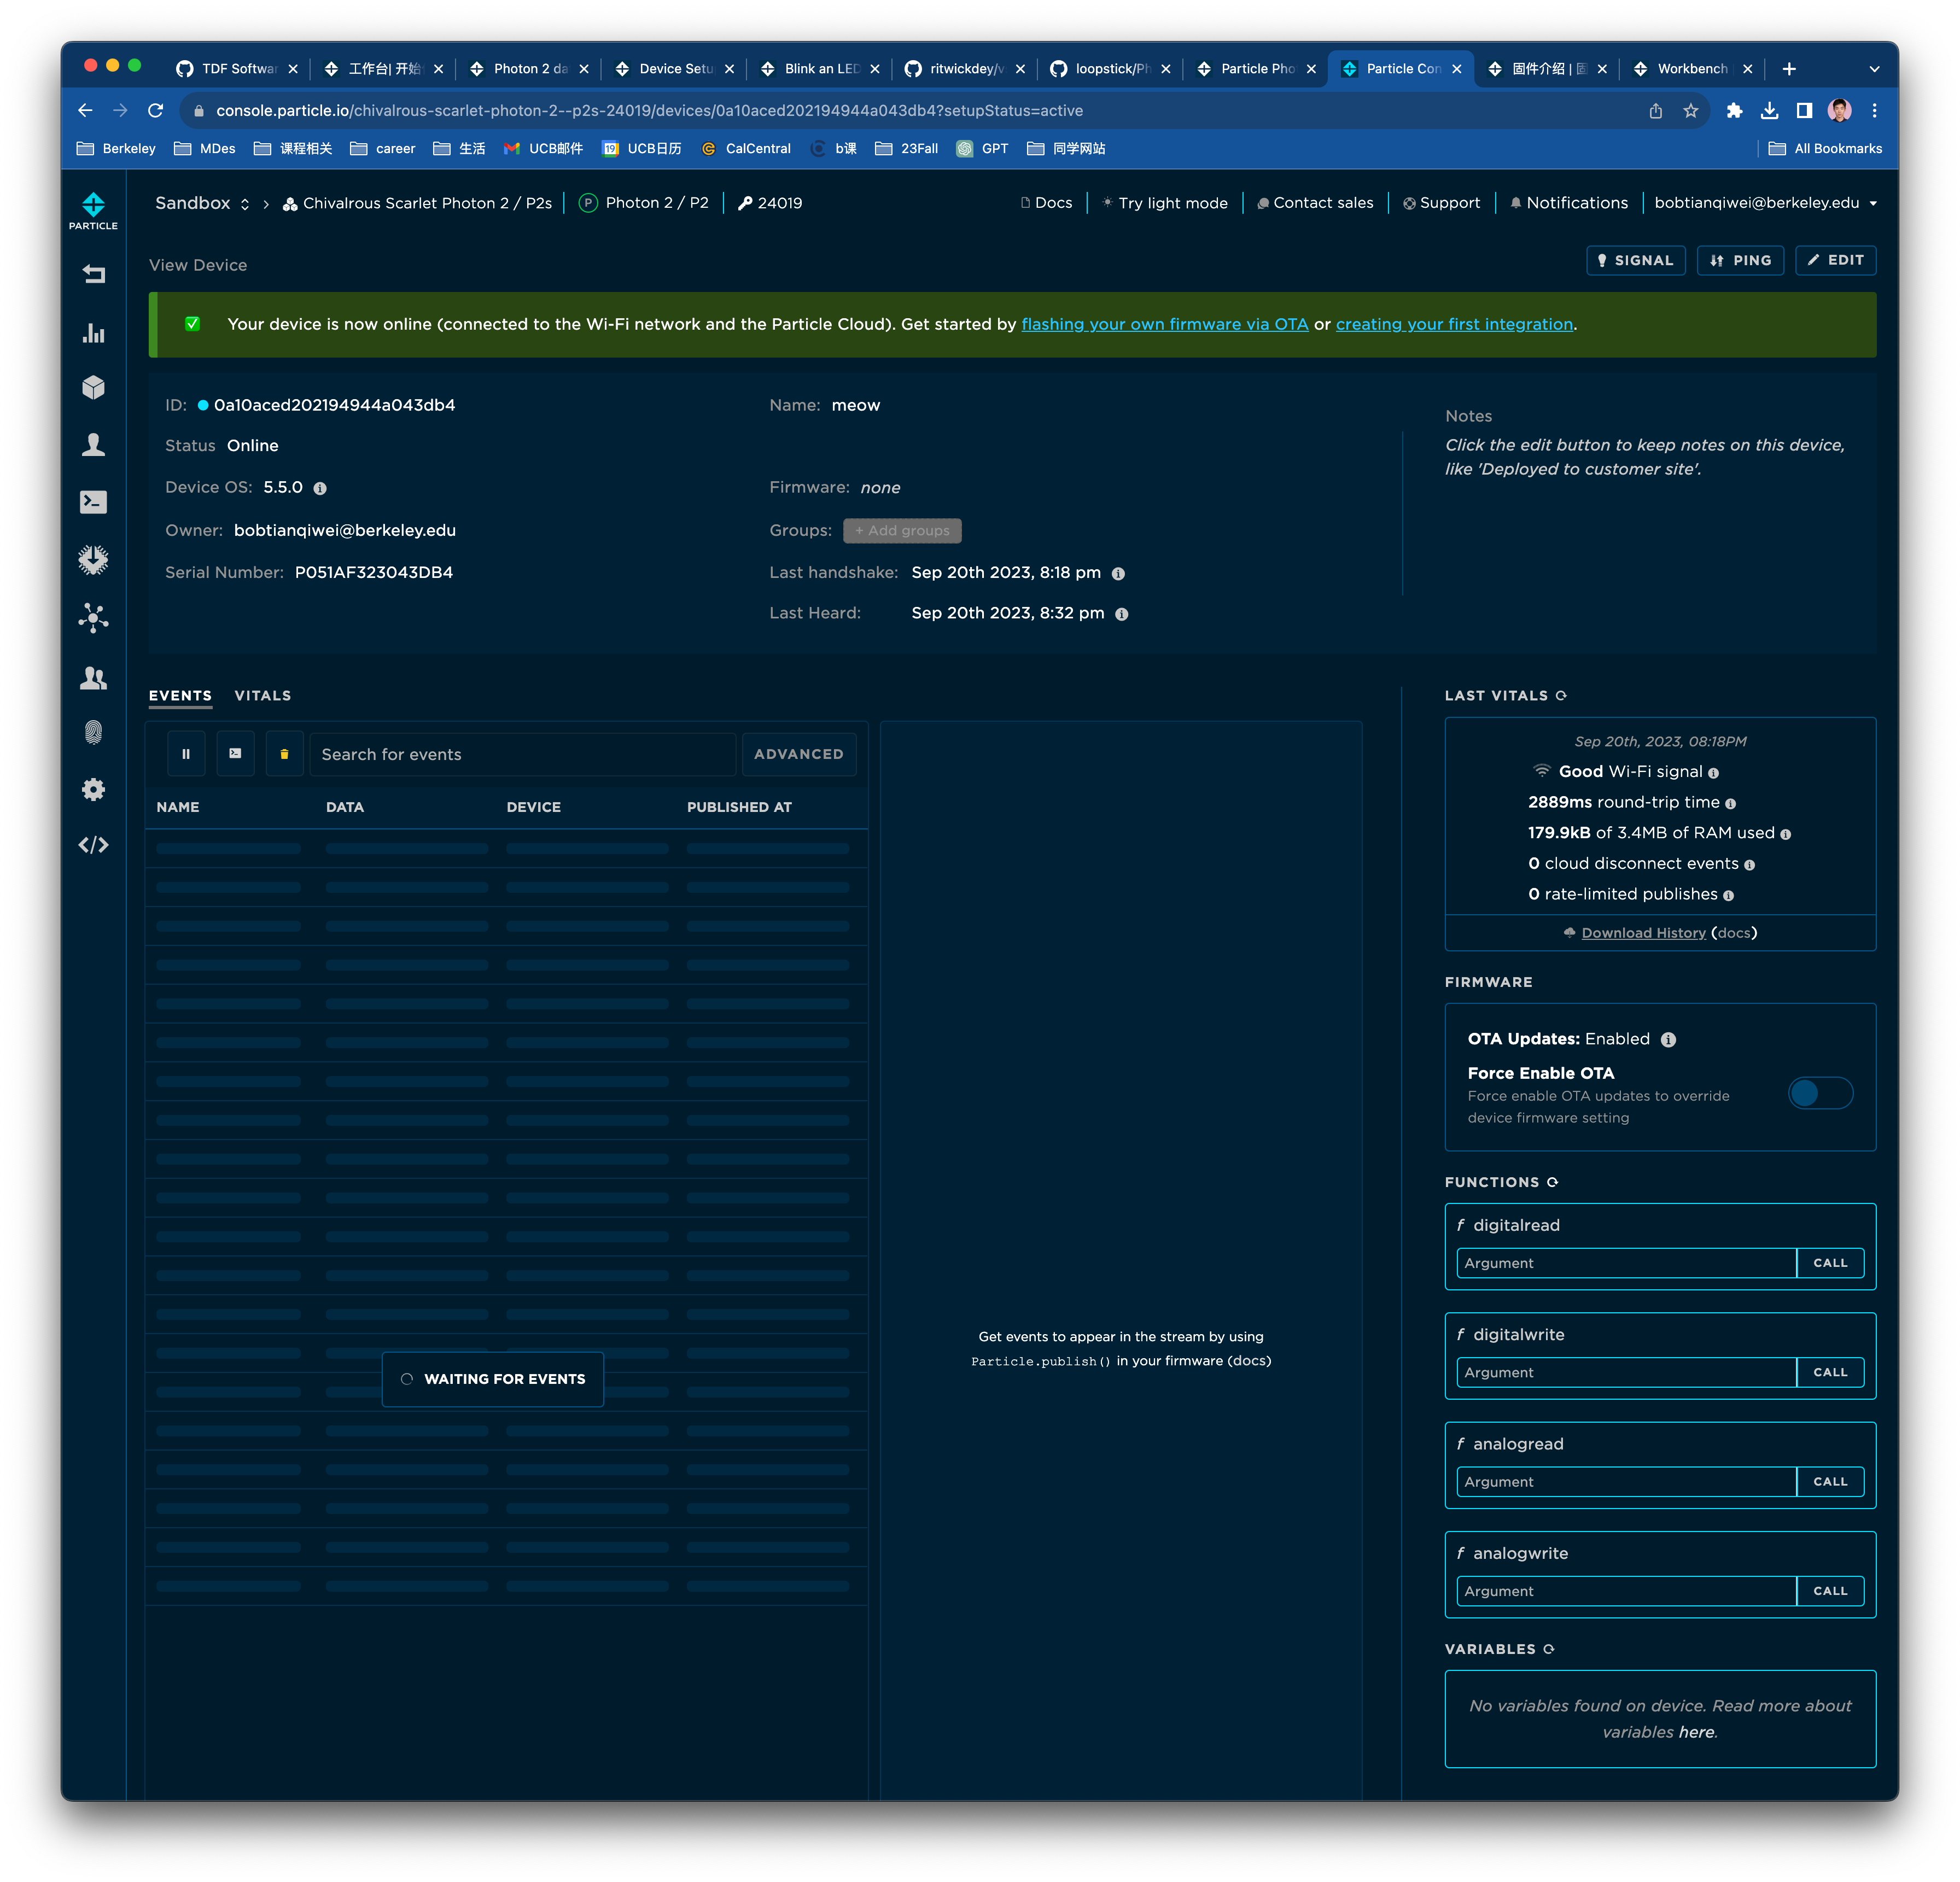 TDF Softwar
工作台| 开始
Photon 2 da
Device Setu
Blink an LED
ritwickdey/v
loopstick/Ph
Particle Pho
Particle Con
固件介绍 | 固
Workbench
console.particle.io/chivalrous-scarlet-photon-2--p2s-24019/devices/0a10aced202194944a043db4?setupStatus=active
Berkeley MDes 课程相关 career 生活 UCB邮件 19 UCB日历 CalCentral b课 23Fall GPT 同学网站 All Bookmarks
PARTICLE
Sandbox Chivalrous Scarlet Photon 2 / P2s P Photon 2 / P2 24019 Docs Try light mode Contact sales Support Notifications bobtianqiwei@berkeley.edu
View Device SIGNAL PING EDIT
Your device is now online (connected to the Wi-Fi network and the Particle Cloud). Get started by flashing your own firmware via OTA or creating your first integration.
ID: 0a10aced202194944a043db4
Status Online
Device OS: 5.5.0
Owner: bobtianqiwei@berkeley.edu
Serial Number: P051AF323043DB4
Name: meow
Firmware: none
Groups: + Add groups
Last handshake: Sep 20th 2023, 8:18 pm
Last Heard: Sep 20th 2023, 8:32 pm
Notes
Click the edit button to keep notes on this device,
like 'Deployed to customer site'.
EVENTS VITALS
Search for events ADVANCED
NAME DATA DEVICE PUBLISHED AT
WAITING FOR EVENTS
Get events to appear in the stream by using
Particle.publish() in your firmware (docs)
LAST VITALS
Sep 20th, 2023, 08:18PM
Good Wi-Fi signal
2889ms round-trip time
179.9kB of 3.4MB of RAM used
0 cloud disconnect events
0 rate-limited publishes
Download History (docs)
FIRMWARE
OTA Updates: Enabled
Force Enable OTA
Force enable OTA updates to override
device firmware setting
FUNCTIONS
f digitalread
Argument CALL
f digitalwrite
Argument CALL
f analogread
Argument CALL
f analogwrite
Argument CALL
VARIABLES
No variables found on device. Read more about
variables here.